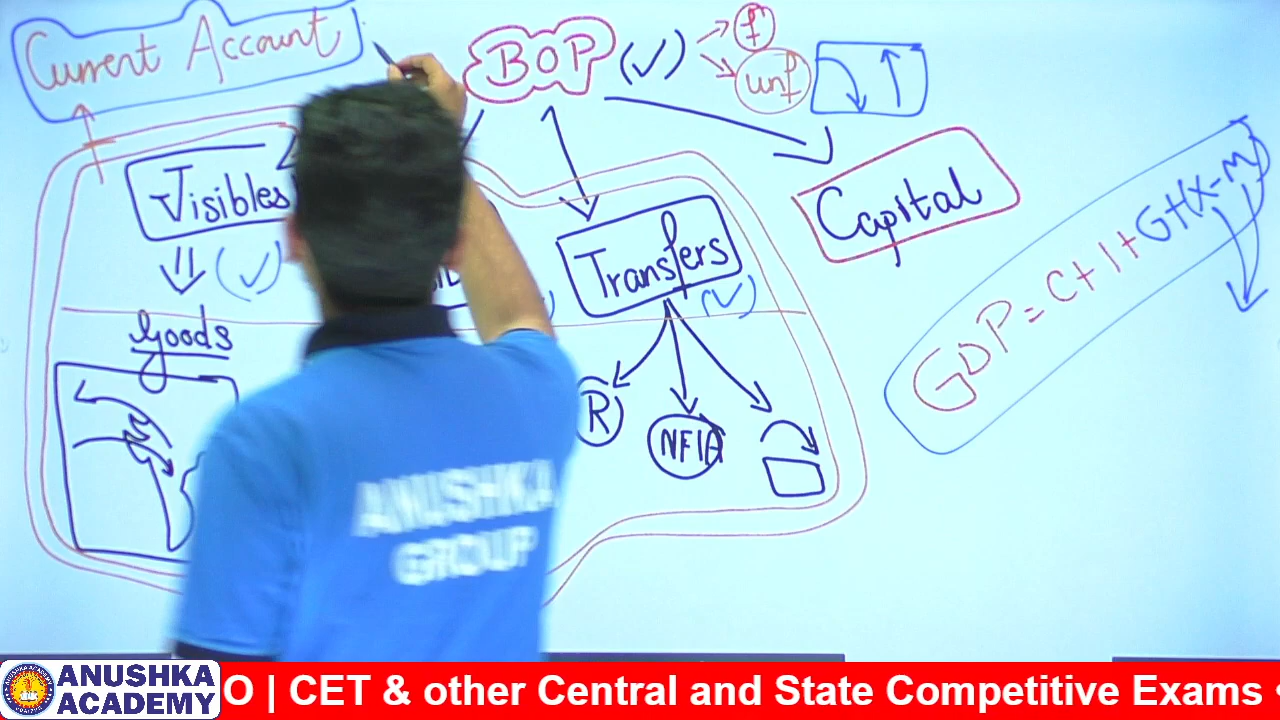 Current Account
BOP
f
unf
Visibles
Transfers
Capital
GDP = C + I + G + (X - M)
Goods
R
NFIA
ANUSHKA
GROUP
ANUSHKA
ACADEMY
O | CET & other Central and State Competitive Exams